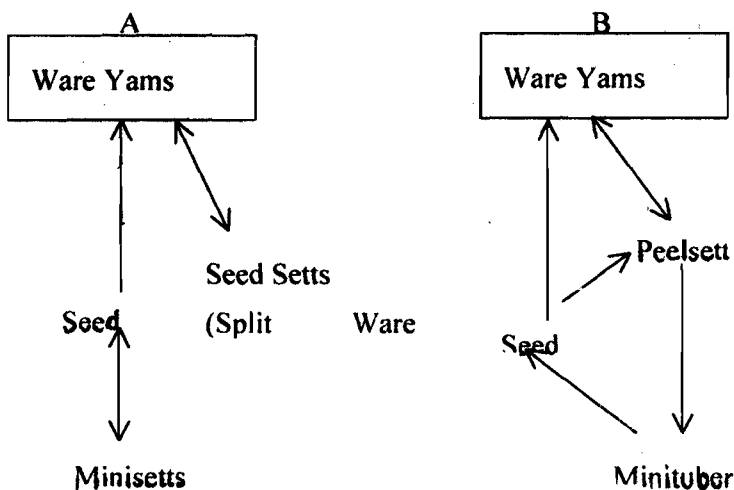 A
Ware Yams
Seed Setts
Seed (Split Ware
Minisetts
B
Ware Yams
Peelsett
Seed
Minituber